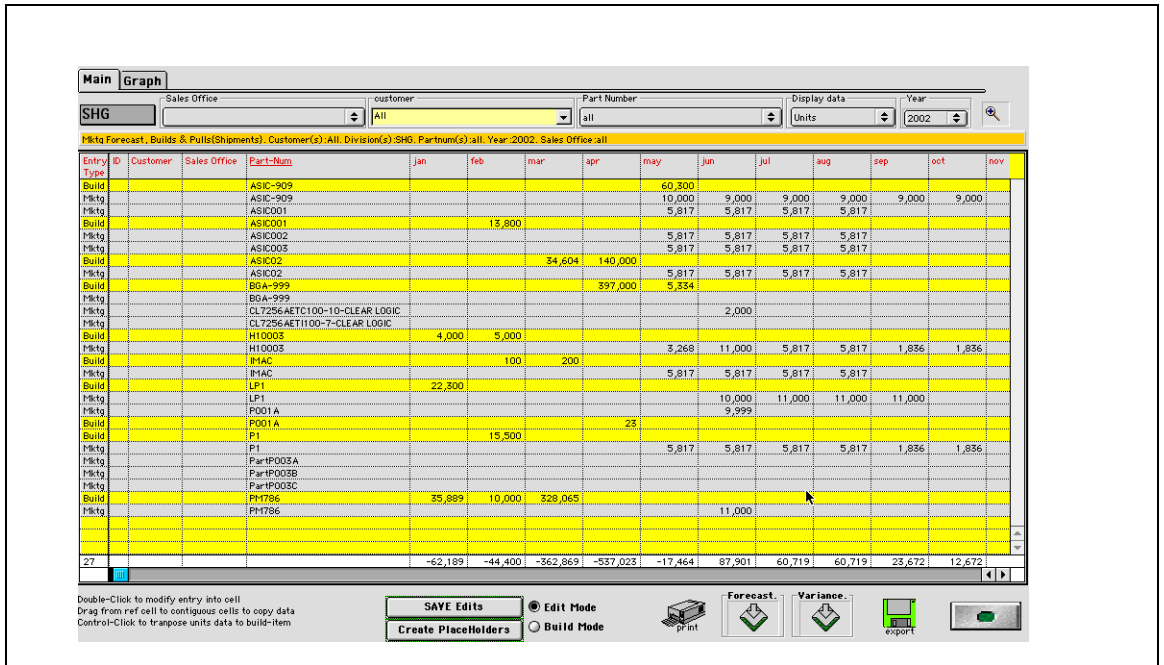 Main Graph
Sales Office customer Part Number Display data Year
SHG All all Units 2002
Mktg Forecast, Builds & Pulls(Shipments). Customer(s):All. Division(s):SHG. Partnum(s):all. Year:2002. Sales Office:all
Entry Type ID Customer Sales Office Part-Num jan feb mar apr may jun jul aug sep oct nov
Build ASIC-909 60,300
Mktg ASIC-909 10,000 9,000 9,000 9,000 9,000 9,000
Mktg ASIC001 5,817 5,817 5,817 5,817
Build ASIC001 13,800
Mktg ASIC002 5,817 5,817 5,817 5,817
Mktg ASIC003 5,817 5,817 5,817 5,817
Build ASIC02 34,604 140,000
Mktg ASIC02 5,817 5,817 5,817 5,817
Build BGA-999 397,000 5,334
Mktg BGA-999
Mktg CL7256AETC100-10-CLEAR LOGIC 2,000
Mktg CL7256AETI100-7-CLEAR LOGIC
Build H10003 4,000 5,000
Mktg H10003 3,268 11,000 5,817 5,817 1,836 1,836
Build IMAC 100 200
Mktg IMAC 5,817 5,817 5,817 5,817
Build LP1 22,300
Mktg LP1 10,000 11,000 11,000 11,000
Mktg P001A 9,999
Build P001A 23
Build P1 15,500
Mktg P1 5,817 5,817 5,817 5,817 1,836 1,836
Mktg PartP003A
Mktg PartP003B
Mktg PartP003C
Build PM786 35,889 10,000 328,065
Mktg PM786 11,000
27 -62,189 -44,400 -362,869 -537,023 -17,464 87,901 60,719 60,719 23,672 12,672
Double-Click to modify entry into cell
Drag from ref cell to contiguous cells to copy data
Control-Click to tranpose units data to build-item
SAVE Edits
Create PlaceHolders
Edit Mode
Build Mode
print
Forecast.
Variance.
export